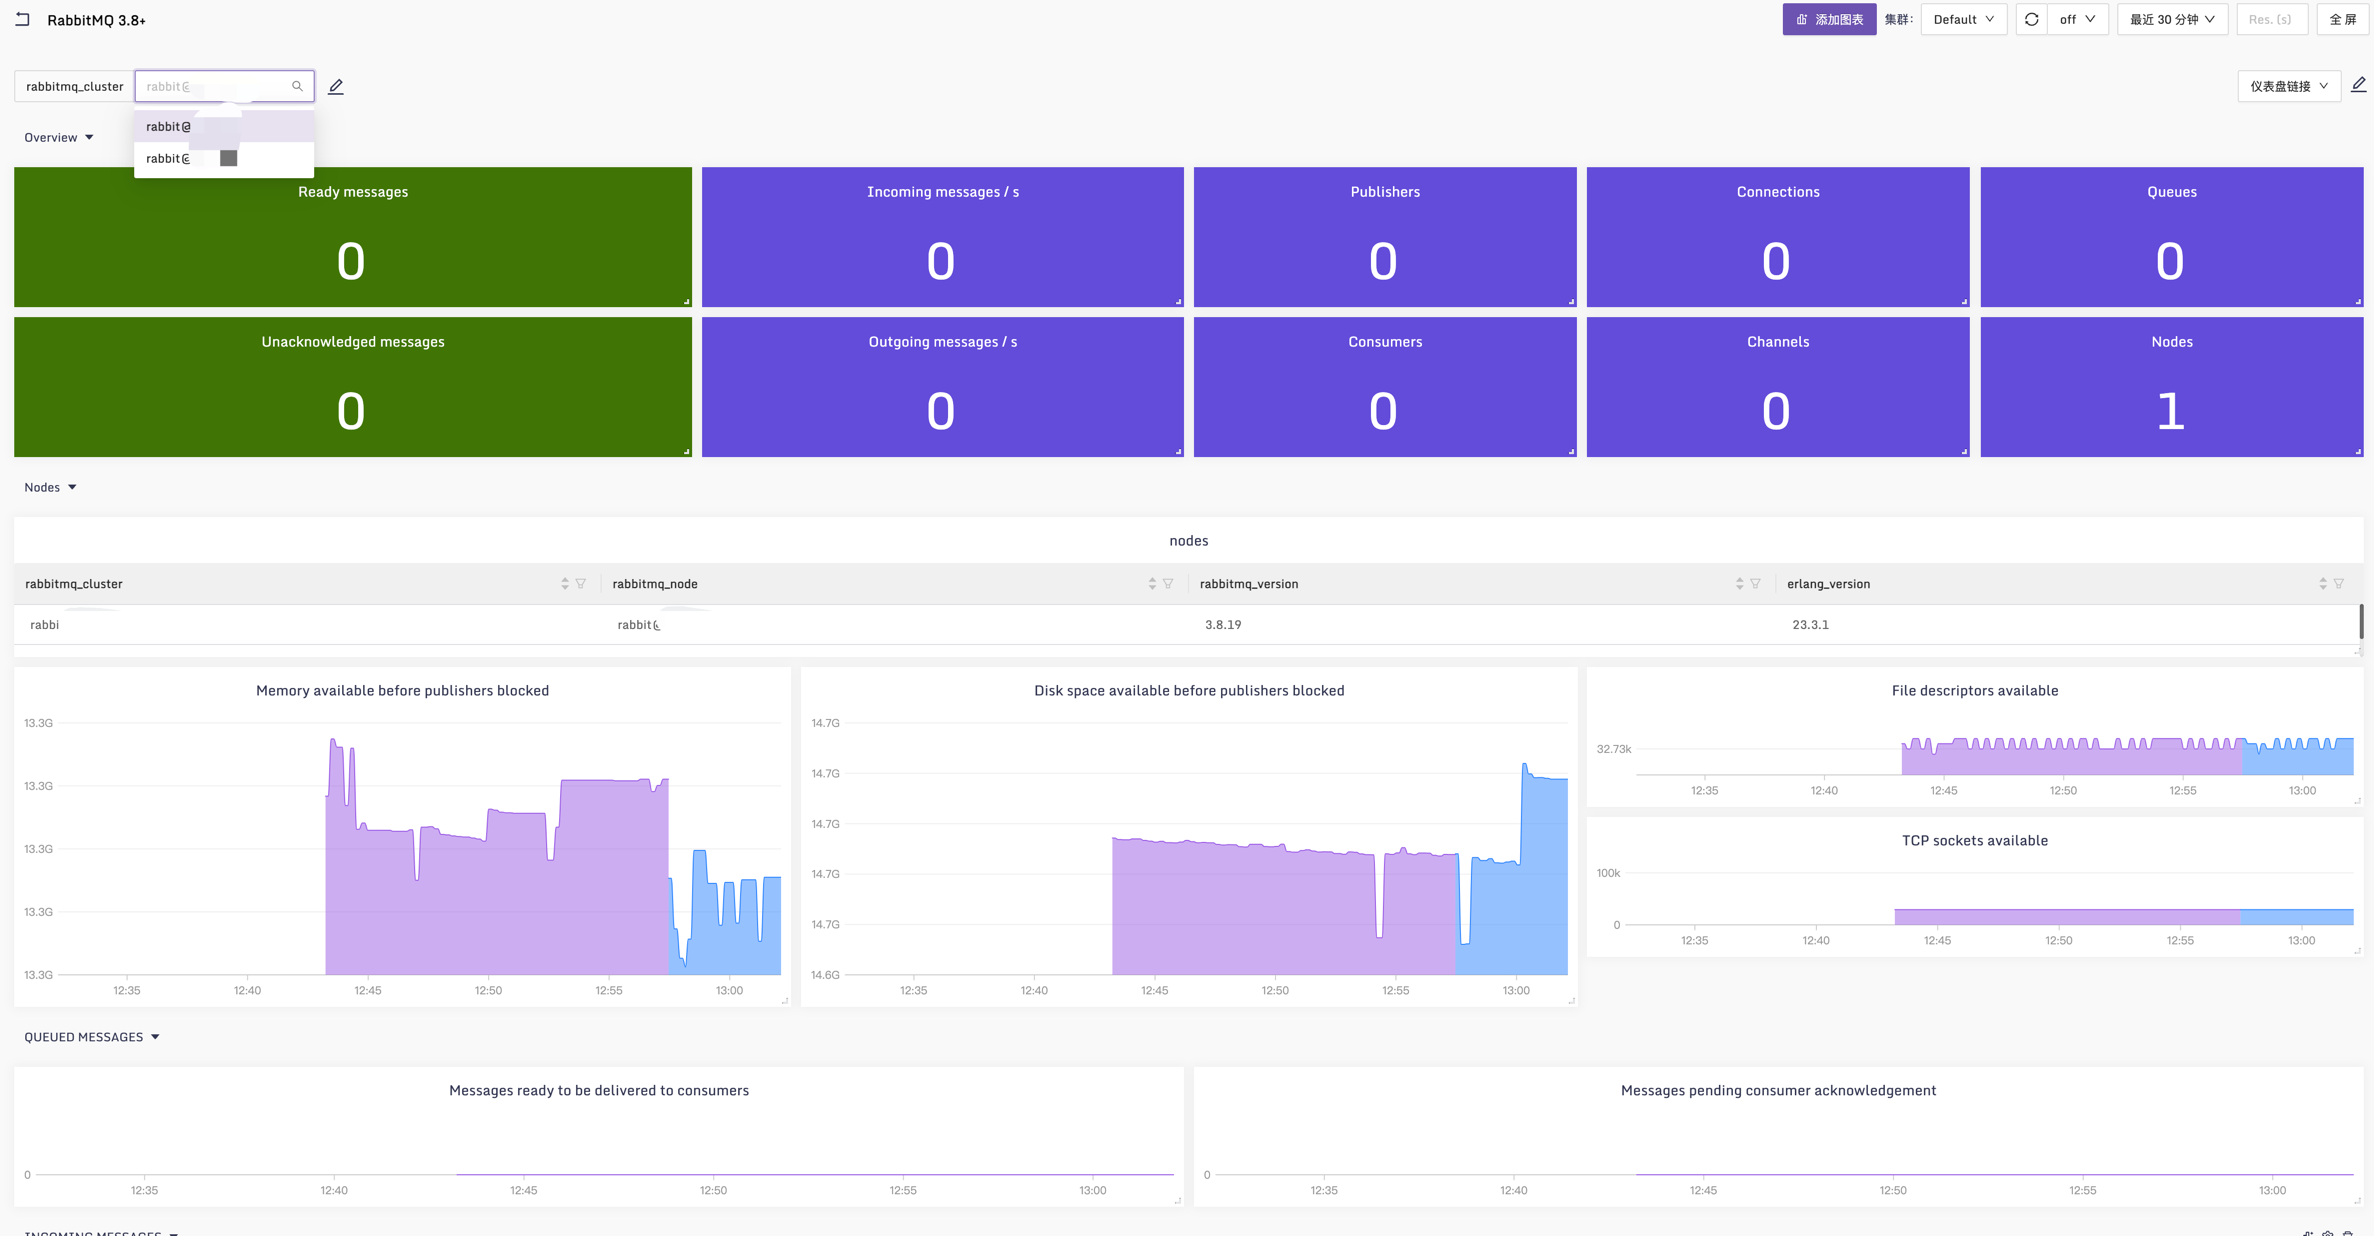 RabbitMQ 3.8+
添加图表 集群: Default off 最近 30 分钟 Res. (s) 全屏
rabbitmq_cluster rabbit@ 仪表盘链接
rabbit@
rabbit@
Overview
Ready messages Incoming messages / s Publishers Connections Queues
0 0 0 0 0
Unacknowledged messages Outgoing messages / s Consumers Channels Nodes
0 0 0 0 1
Nodes
nodes
rabbitmq_cluster rabbitmq_node rabbitmq_version erlang_version
rabbi rabbit 3.8.19 23.3.1
Memory available before publishers blocked
13.3G
13.3G
13.3G
13.3G
13.3G
12:35 12:40 12:45 12:50 12:55 13:00
Disk space available before publishers blocked
14.7G
14.7G
14.7G
14.7G
14.7G
14.6G
12:35 12:40 12:45 12:50 12:55 13:00
File descriptors available
32.73k
12:35 12:40 12:45 12:50 12:55 13:00
TCP sockets available
100k
0
12:35 12:40 12:45 12:50 12:55 13:00
QUEUED MESSAGES
Messages ready to be delivered to consumers
0
12:35 12:40 12:45 12:50 12:55 13:00
Messages pending consumer acknowledgement
0
12:35 12:40 12:45 12:50 12:55 13:00
INCOMING MESSAGES